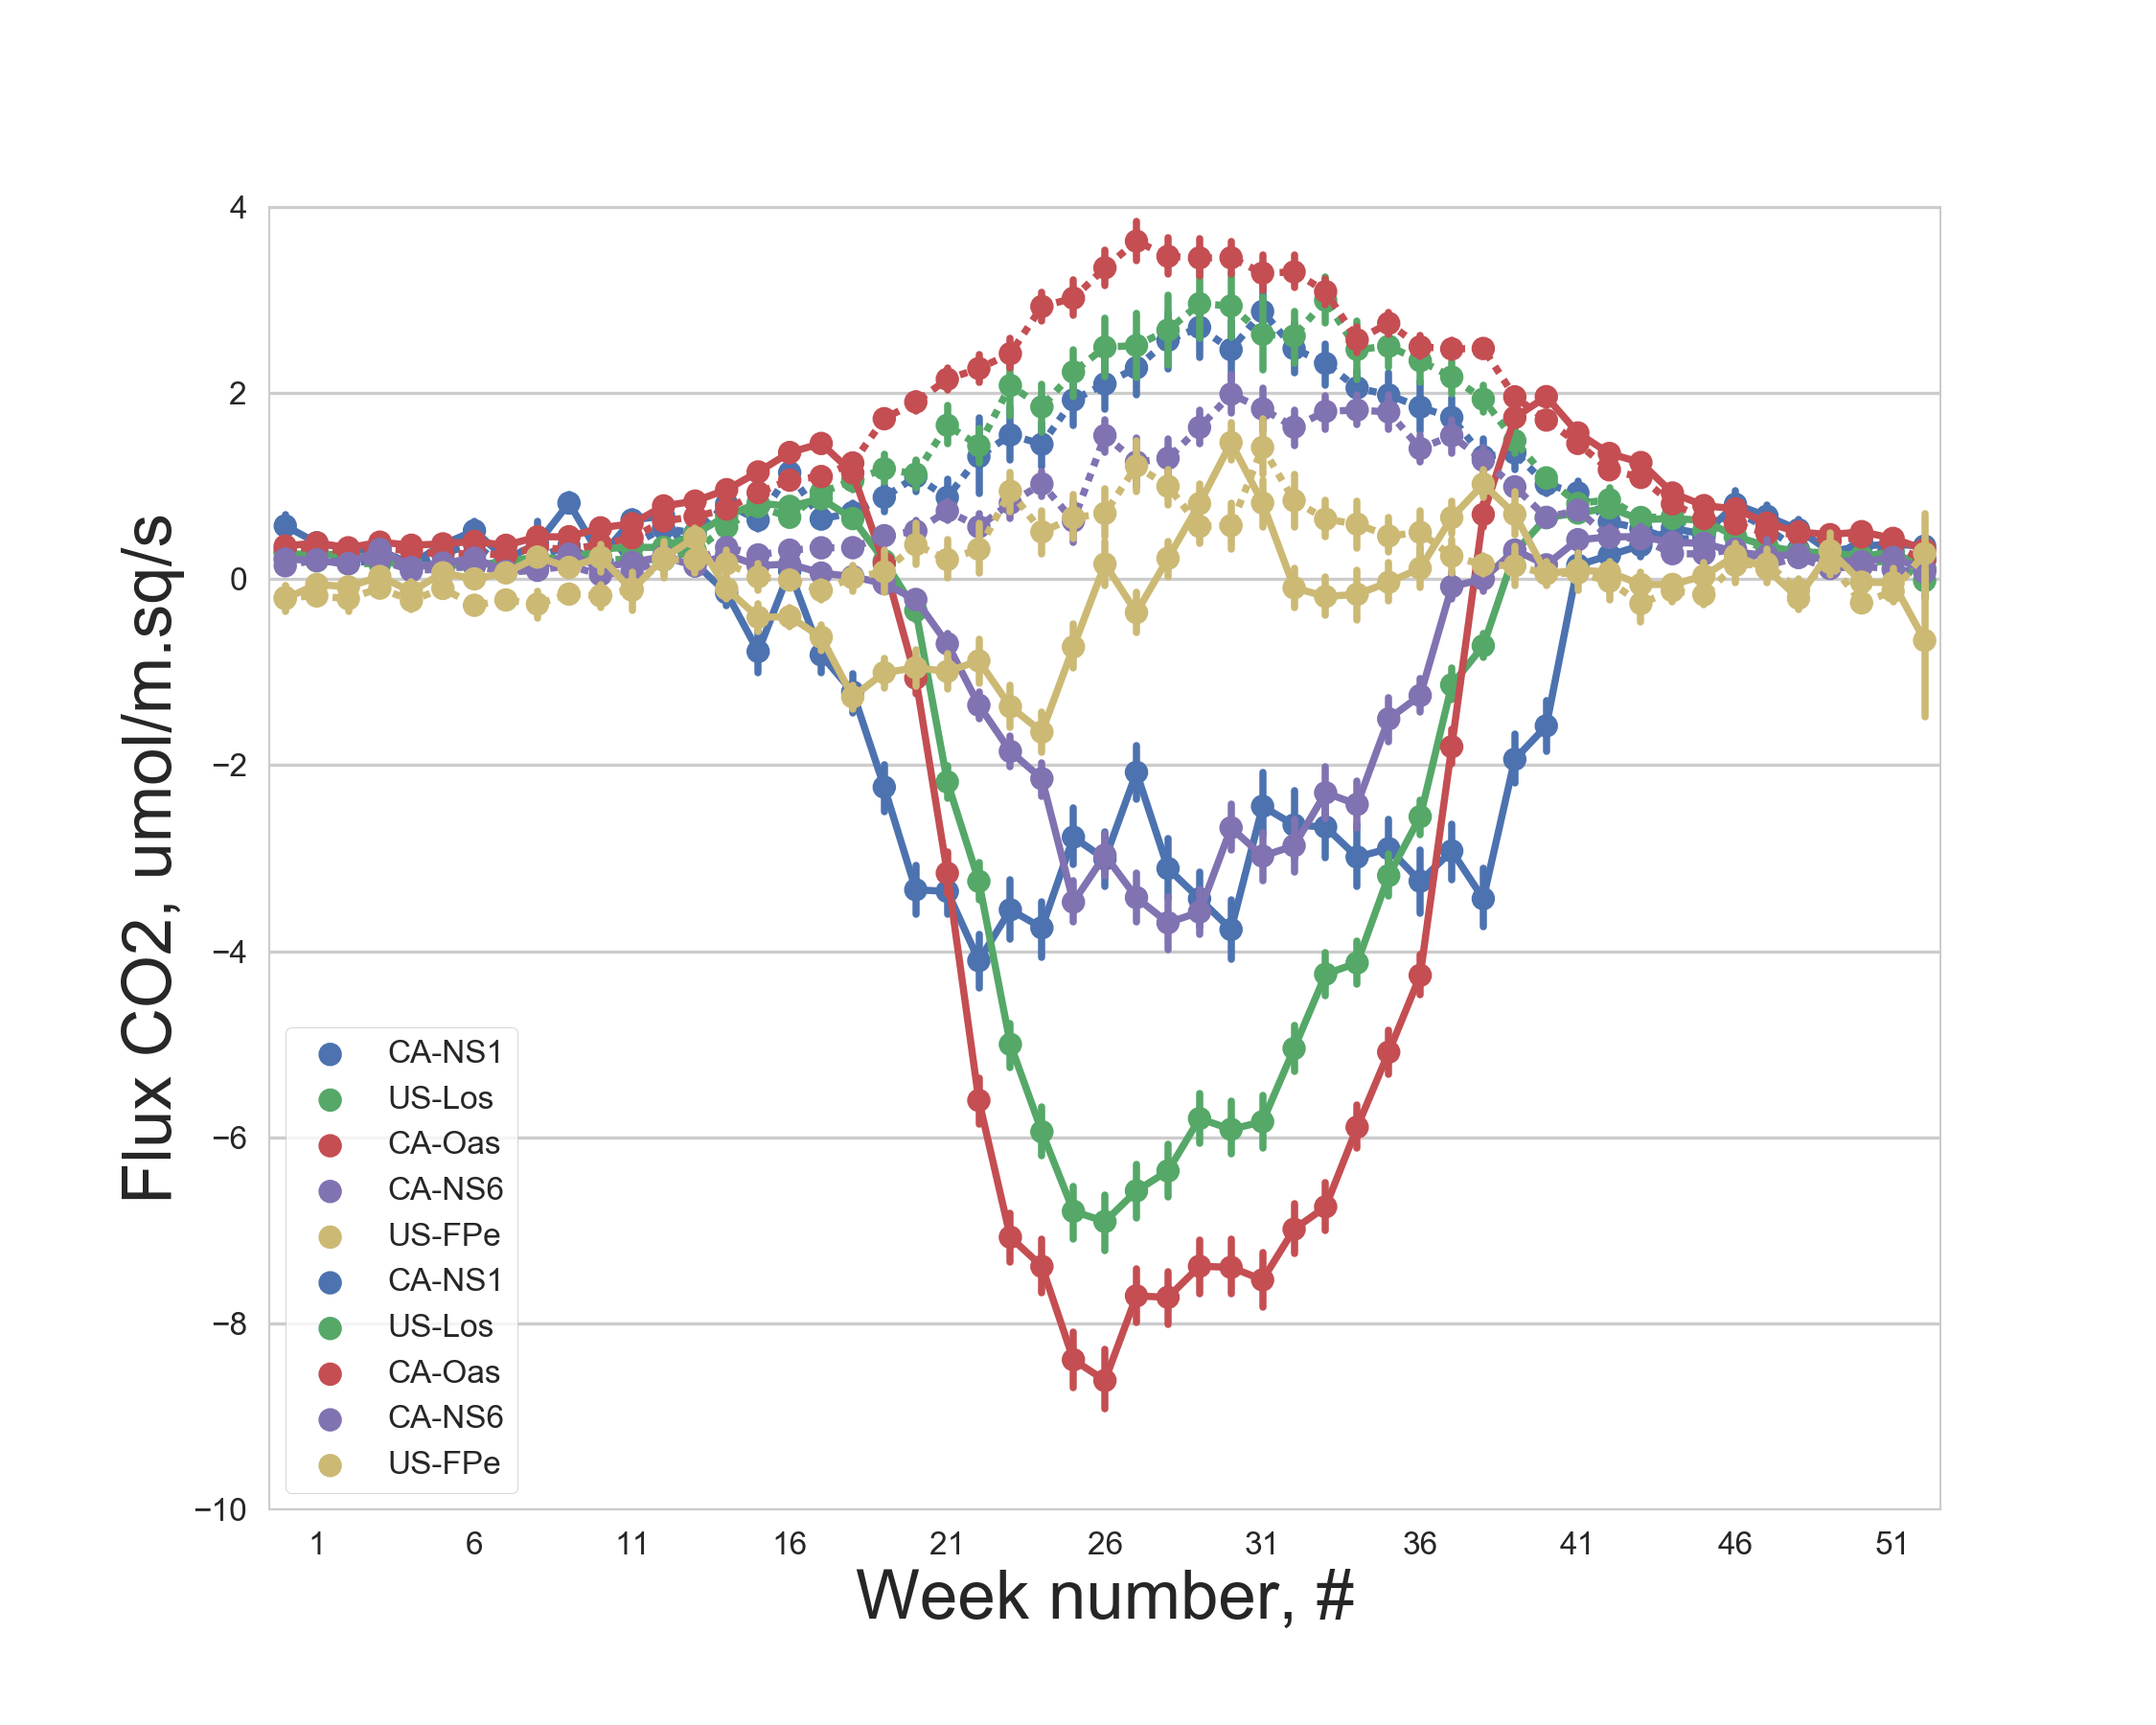 4
2
0
−2
−4
−6
−8
−10
Flux CO2, umol/m.sq/s
CA-NS1
US-Los
CA-Oas
CA-NS6
US-FPe
CA-NS1
US-Los
CA-Oas
CA-NS6
US-FPe
1 6 11 16 21 26 31 36 41 46 51
Week number, #